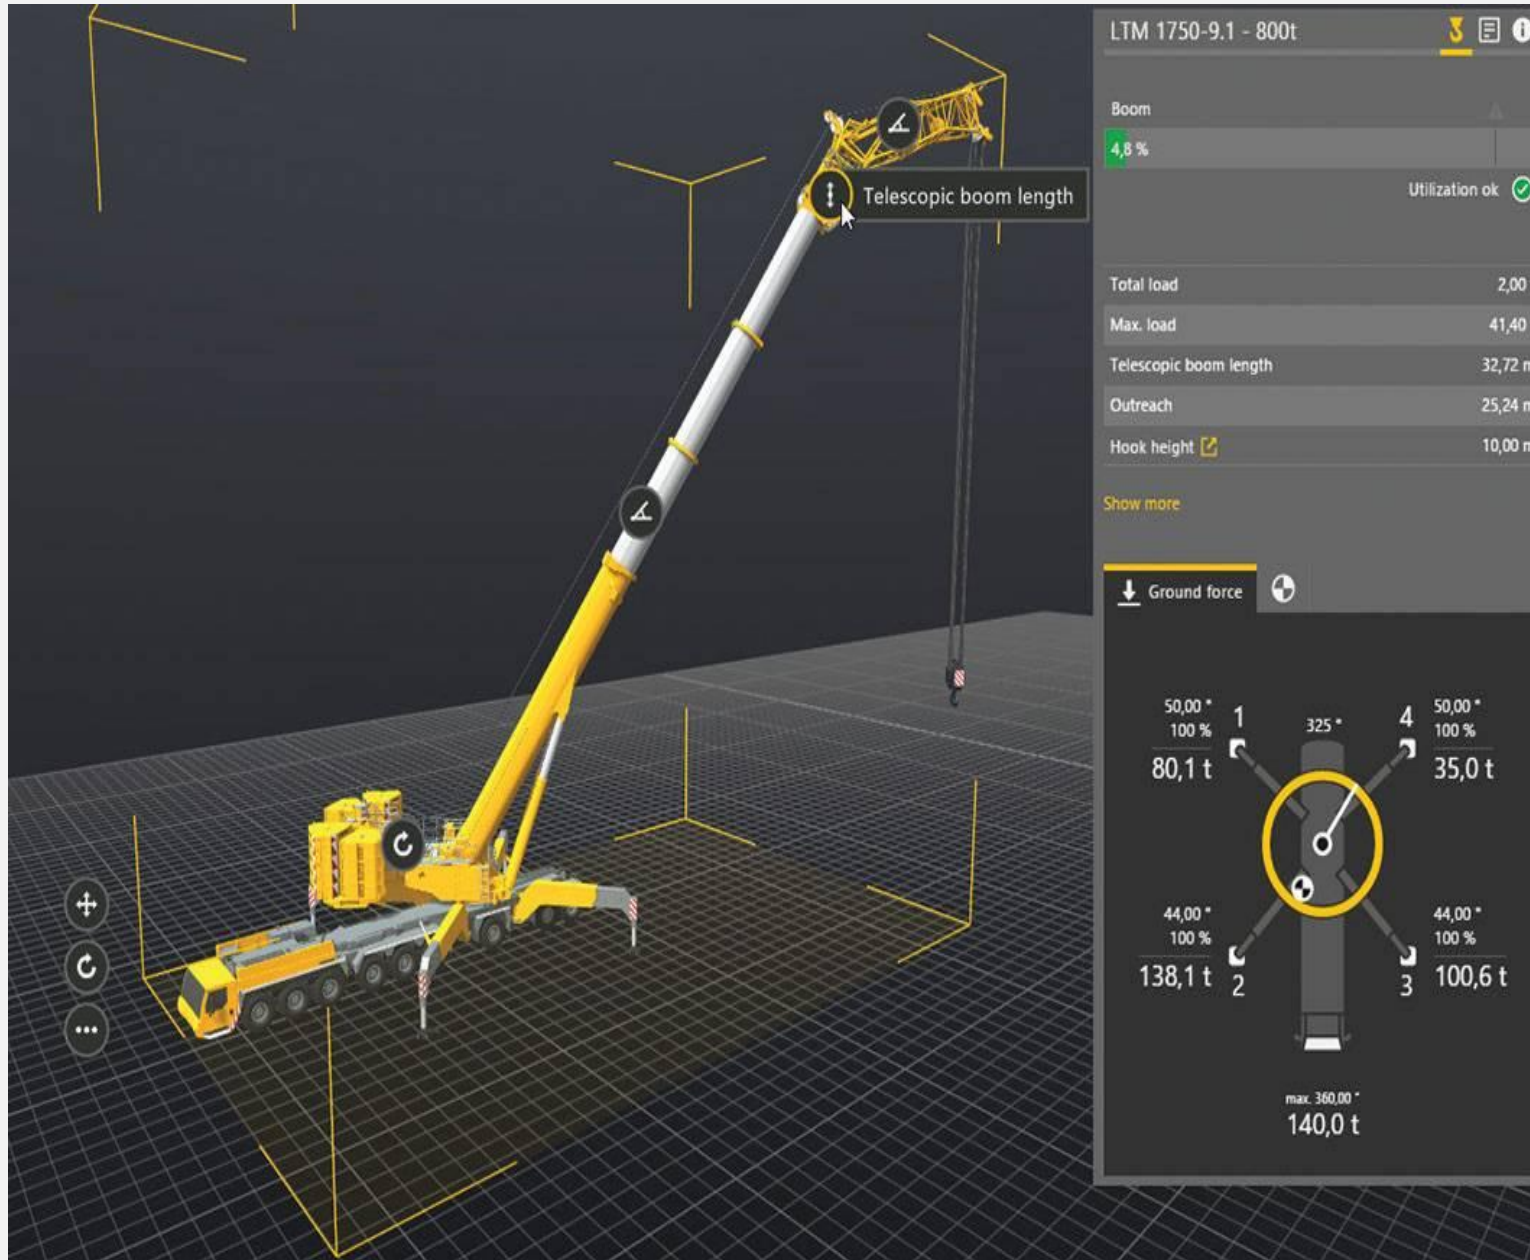 LTM 1750-9.1 - 800t
Boom
4,8 %
Utilization ok
Telescopic boom length
Total load 2,00
Max. load 41,40
Telescopic boom length 32,72 m
Outreach 25,24 m
Hook height 10,00 m
Show more
Ground force
50,00 °
100 %
80,1 t
1
325 °
4
50,00 °
100 %
35,0 t
44,00 °
100 %
138,1 t
2
3
44,00 °
100 %
100,6 t
max. 360,00 °
140,0 t